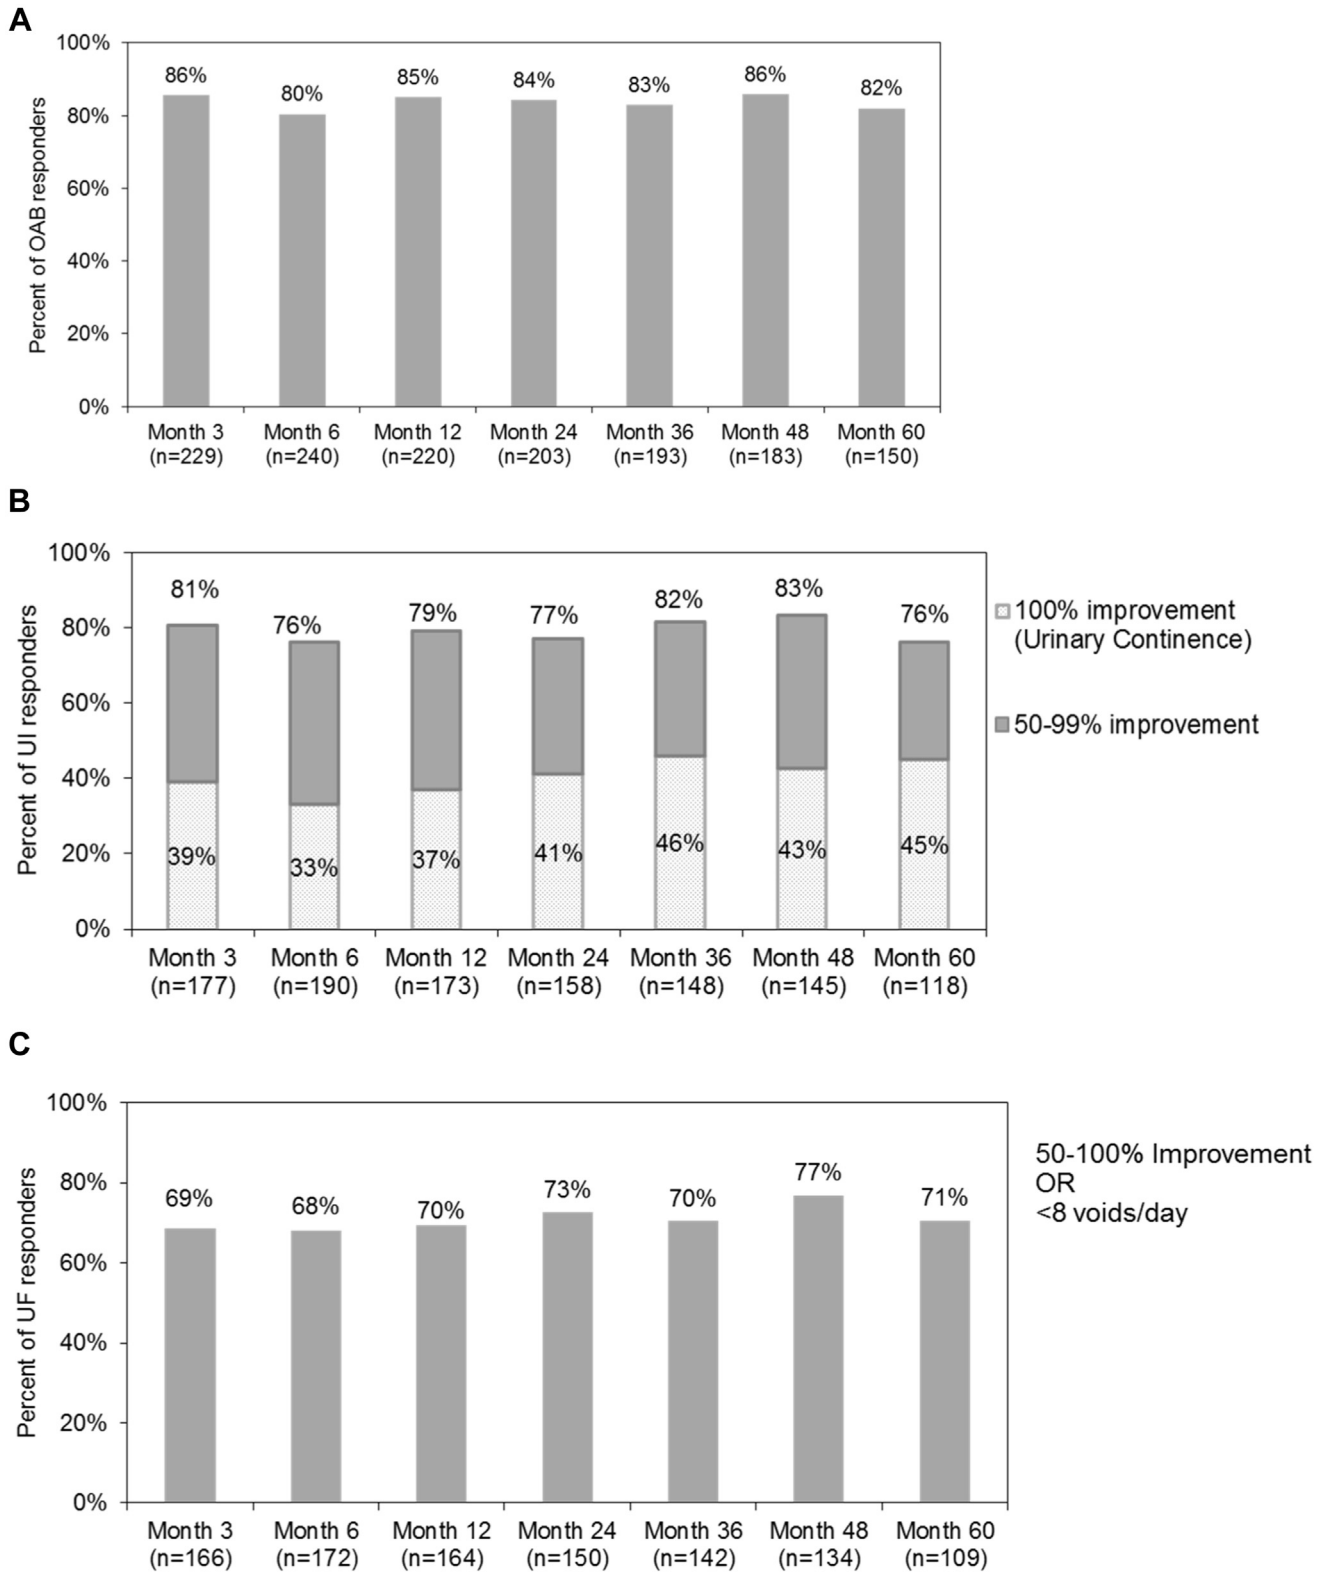 A
Percent of OAB responders
100%
80%
60%
40%
20%
0%
86%
80%
85%
84%
83%
86%
82%
Month 3 Month 6 Month 12 Month 24 Month 36 Month 48 Month 60
(n=229) (n=240) (n=220) (n=203) (n=193) (n=183) (n=150)
B
Percent of UI responders
100%
80%
60%
40%
20%
0%
81%
76%
79%
77%
82%
83%
76%
39%
33%
37%
41%
46%
43%
45%
Month 3 Month 6 Month 12 Month 24 Month 36 Month 48 Month 60
(n=177) (n=190) (n=173) (n=158) (n=148) (n=145) (n=118)
100% improvement
(Urinary Continence)
50-99% improvement
C
Percent of UF responders
100%
80%
60%
40%
20%
0%
69%
68%
70%
73%
70%
77%
71%
Month 3 Month 6 Month 12 Month 24 Month 36 Month 48 Month 60
(n=166) (n=172) (n=164) (n=150) (n=142) (n=134) (n=109)
50-100% Improvement
OR
<8 voids/day